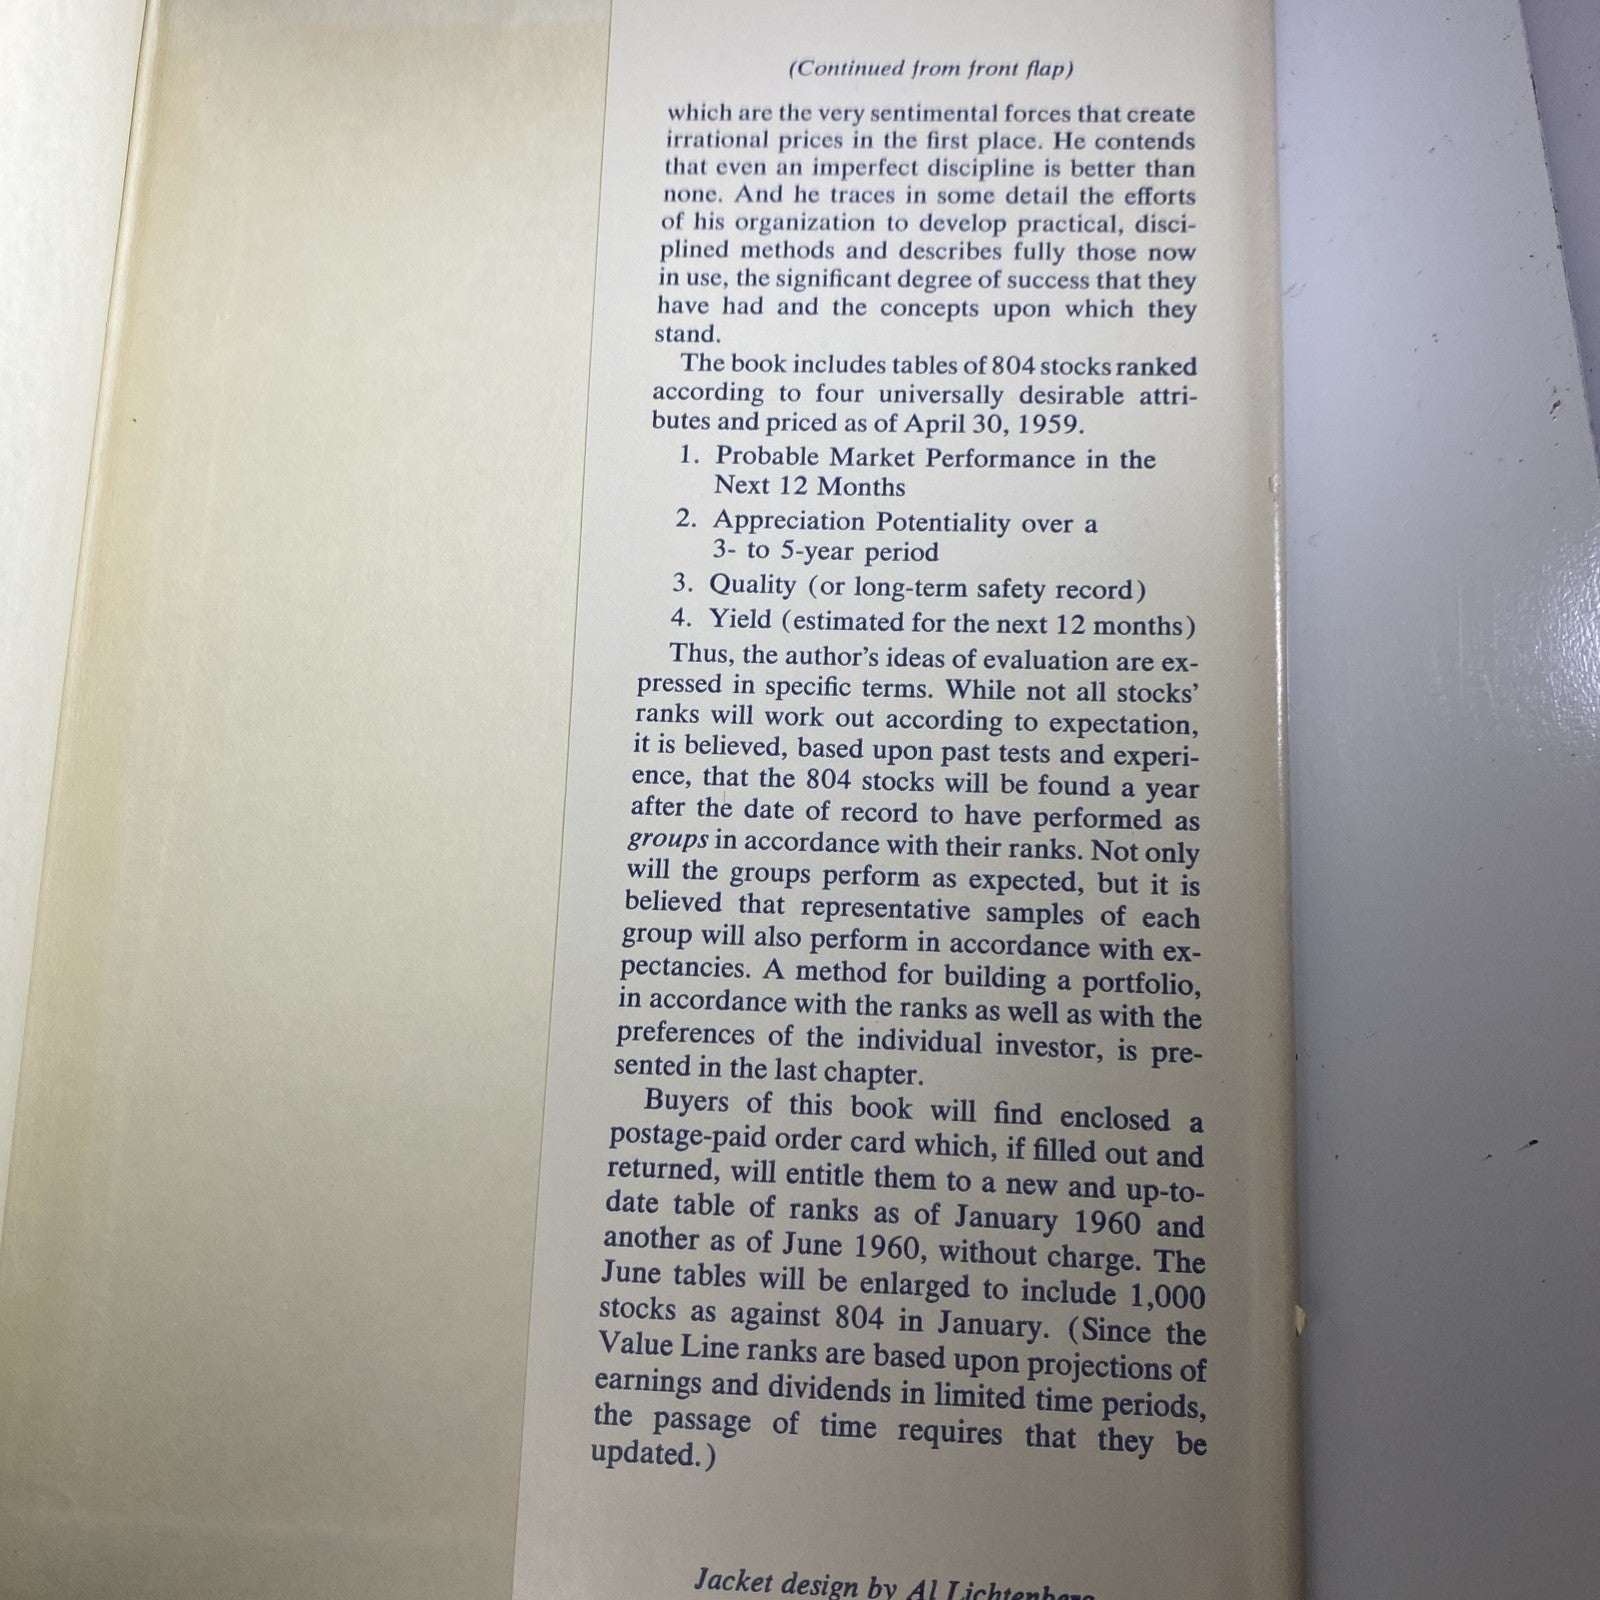 (Continued from front flap)
which are the very sentimental forces that create
irrational prices in the first place. He contends
that even an imperfect discipline is better than
none. And he traces in some detail the efforts
of his organization to develop practical, disci-
plined methods and describes fully those now
in use, the significant degree of success that they
have had and the concepts upon which they
stand.
The book includes tables of 804 stocks ranked
according to four universally desirable attri-
butes and priced as of April 30, 1959.
1. Probable Market Performance in the
Next 12 Months
2. Appreciation Potentiality over a
3- to 5-year period
3. Quality (or long-term safety record)
4. Yield (estimated for the next 12 months)
Thus, the author's ideas of evaluation are ex-
pressed in specific terms. While not all stocks'
ranks will work out according to expectation,
it is believed, based upon past tests and experi-
ence, that the 804 stocks will be found a year
after the date of record to have performed as
groups in accordance with their ranks. Not only
will the groups perform as expected, but it is
believed that representative samples of each
group will also perform in accordance with ex-
pectancies. A method for building a portfolio,
in accordance with the ranks as well as with the
preferences of the individual investor, is pre-
sented in the last chapter.
Buyers of this book will find enclosed a
postage-paid order card which, if filled out and
returned, will entitle them to a new and up-to-
date table of ranks as of January 1960 and
another as of June 1960, without charge. The
June tables will be enlarged to include 1,000
stocks as against 804 in January. (Since the
Value Line ranks are based upon projections of
earnings and dividends in limited time periods,
the passage of time requires that they be
updated.)
Jacket design by Al Lichtenberg